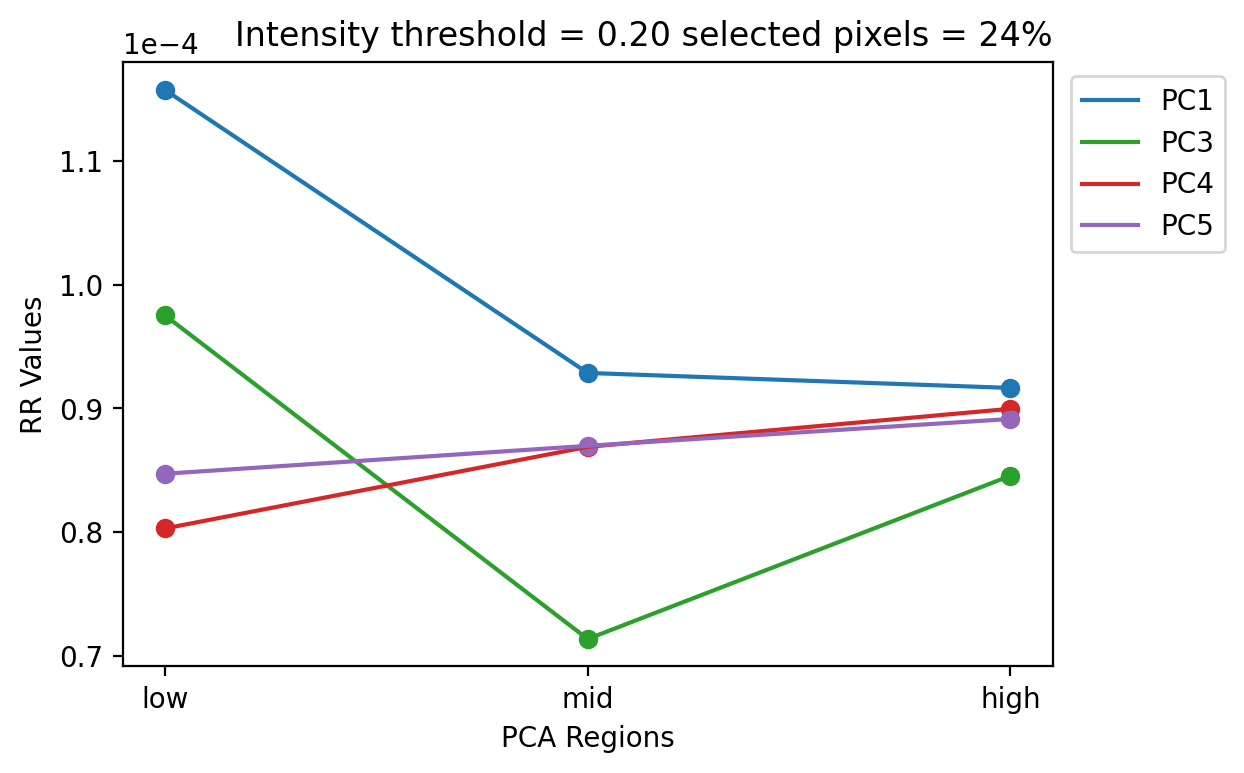 1e−4
Intensity threshold = 0.20 selected pixels = 24%
PC1
PC3
PC4
PC5
1.1
1.0
0.9
0.8
0.7
RR Values
low
mid
high
PCA Regions